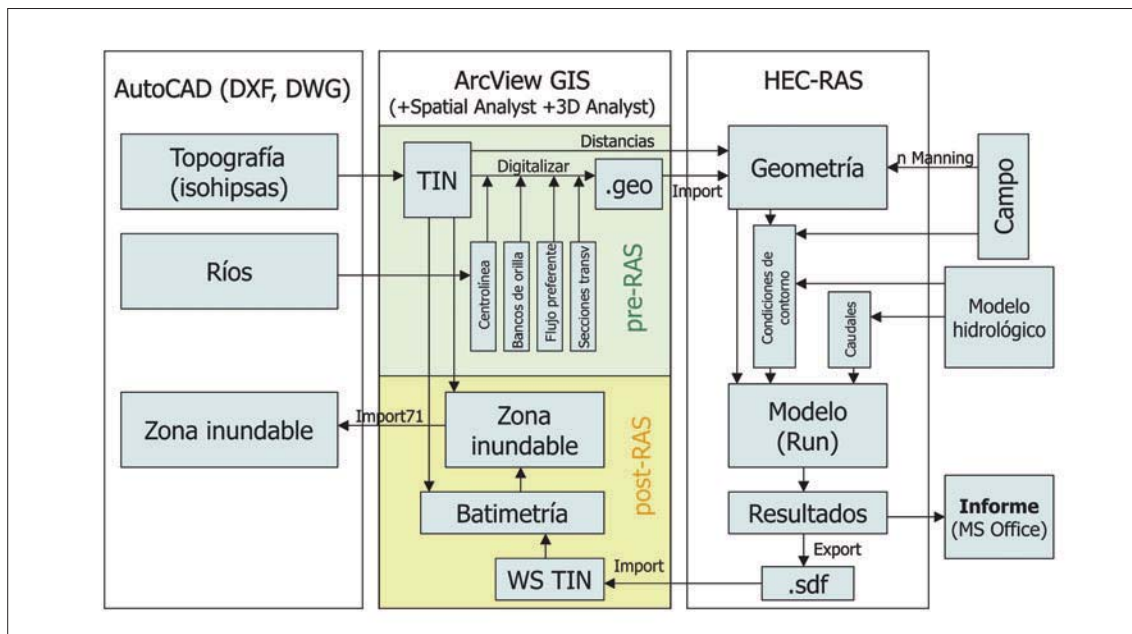 AutoCAD (DXF, DWG)
Topografía
(isohipsas)
Ríos
Zona inundable
ArcView GIS
(+Spatial Analyst +3D Analyst)
Distancias
TIN
Digitalizar
.geo
Import
Centrolínea
Bancos de orilla
Flujo preferente
Secciones transv
pre-RAS
Import71
Zona
inundable
Batimetría
WS TIN
post-RAS
Import
HEC-RAS
Geometría
n Manning
Campo
Condiciones de
contorno
Caudales
Modelo
hidrológico
Modelo
(Run)
Resultados
Informe
(MS Office)
Export
.sdf